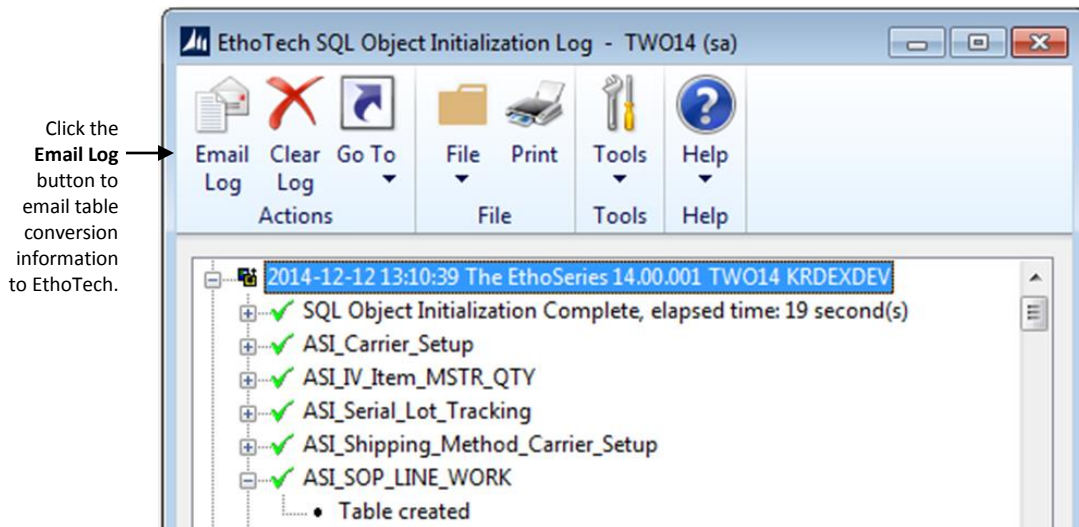 EthoTech SQL Object Initialization Log - TWO14 (sa)
Email Log
Clear Log
Go To
File
Print
Tools
Help
Actions
File
Tools
Help
Click the
Email Log
button to
email table
conversion
information
to EthoTech.
2014-12-12 13:10:39 The EthoSeries 14.00.001 TWO14 KRDEXDEV
SQL Object Initialization Complete, elapsed time: 19 second(s)
ASI_Carrier_Setup
ASI_IV_Item_MSTR_QTY
ASI_Serial_Lot_Tracking
ASI_Shipping_Method_Carrier_Setup
ASI_SOP_LINE_WORK
• Table created